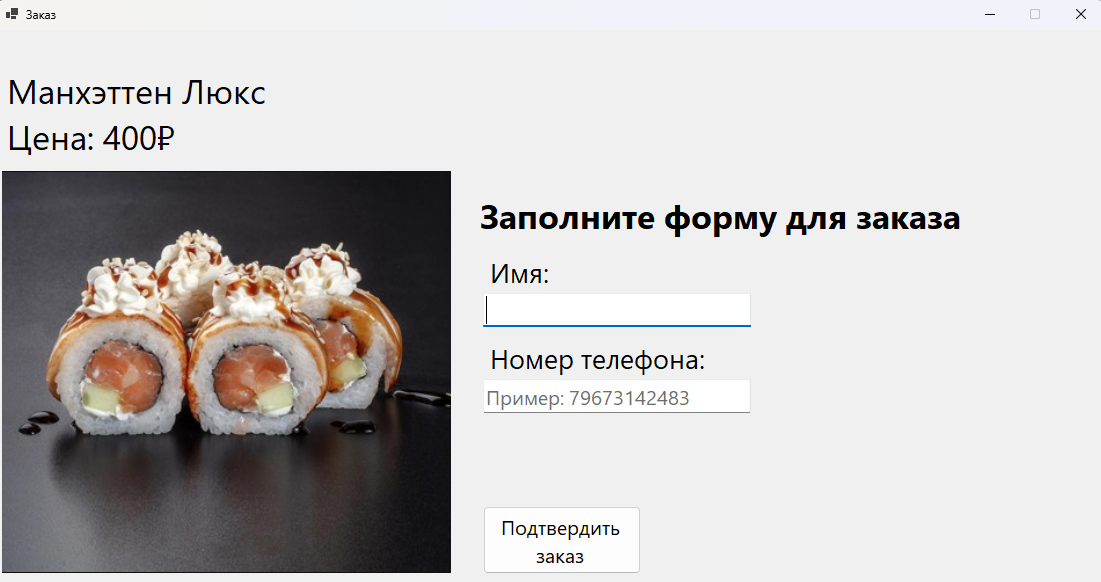 Заказ
Манхэттен Люкс
Цена: 400₽
Заполните форму для заказа
Имя:
Номер телефона:
Пример: 79673142483
Подтвердить
заказ